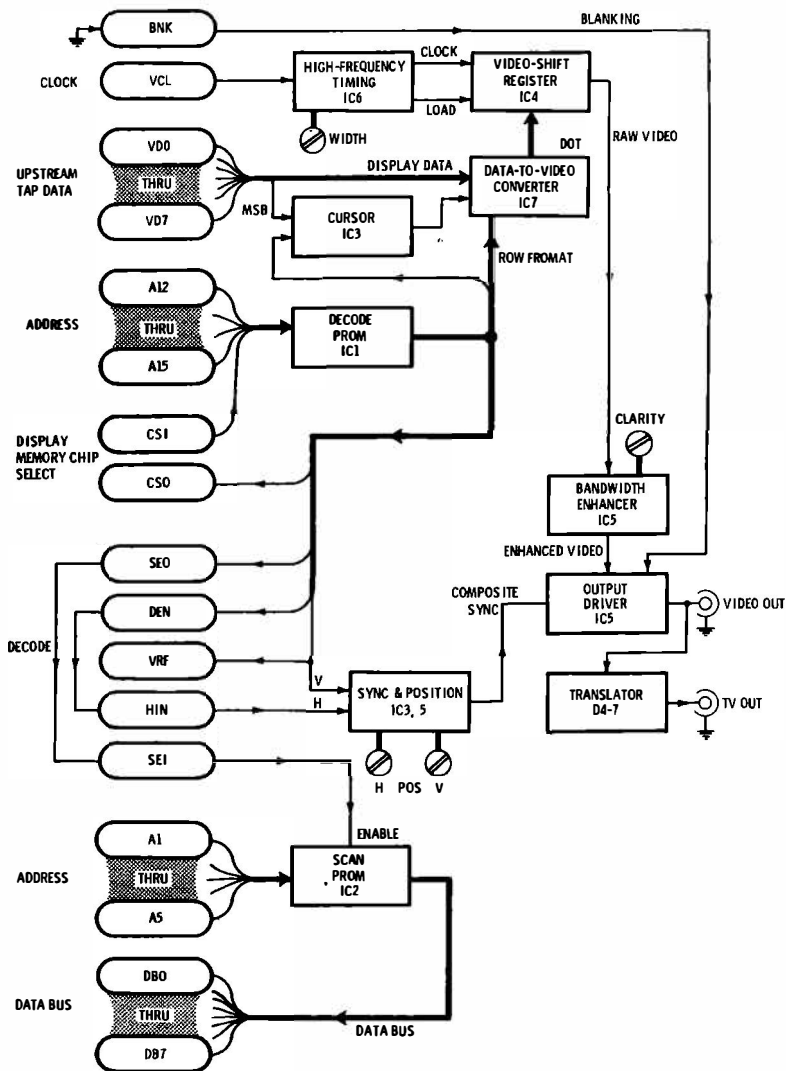 BNK
BLANKING
CLOCK
VCL
HIGH-FREQUENCY
TIMING
IC6
CLOCK
LOAD
VIDEO-SHIFT
REGISTER
IC4
WIDTH
RAW VIDEO
DOT
UPSTREAM
TAP DATA
VD0
THRU
VD7
DISPLAY DATA
DATA-TO-VIDEO
CONVERTER
IC7
MSB
CURSOR
IC3
ROW FROMAT
ADDRESS
A12
THRU
A15
DECODE
PROM
IC1
DISPLAY
MEMORY CHIP
SELECT
CSI
CSO
CLARITY
BANDWIDTH
ENHANCER
IC5
ENHANCED VIDEO
DECODE
SEO
DEN
VRF
HIN
SEI
COMPOSITE
SYNC
OUTPUT
DRIVER
IC5
VIDEO OUT
V
H
SYNC & POSITION
IC3, 5
TRANSLATOR
D4-7
TV OUT
H POS V
ENABLE
ADDRESS
A1
THRU
A5
SCAN
PROM
IC2
DATA BUS
DB0
THRU
DB7
DATA BUS